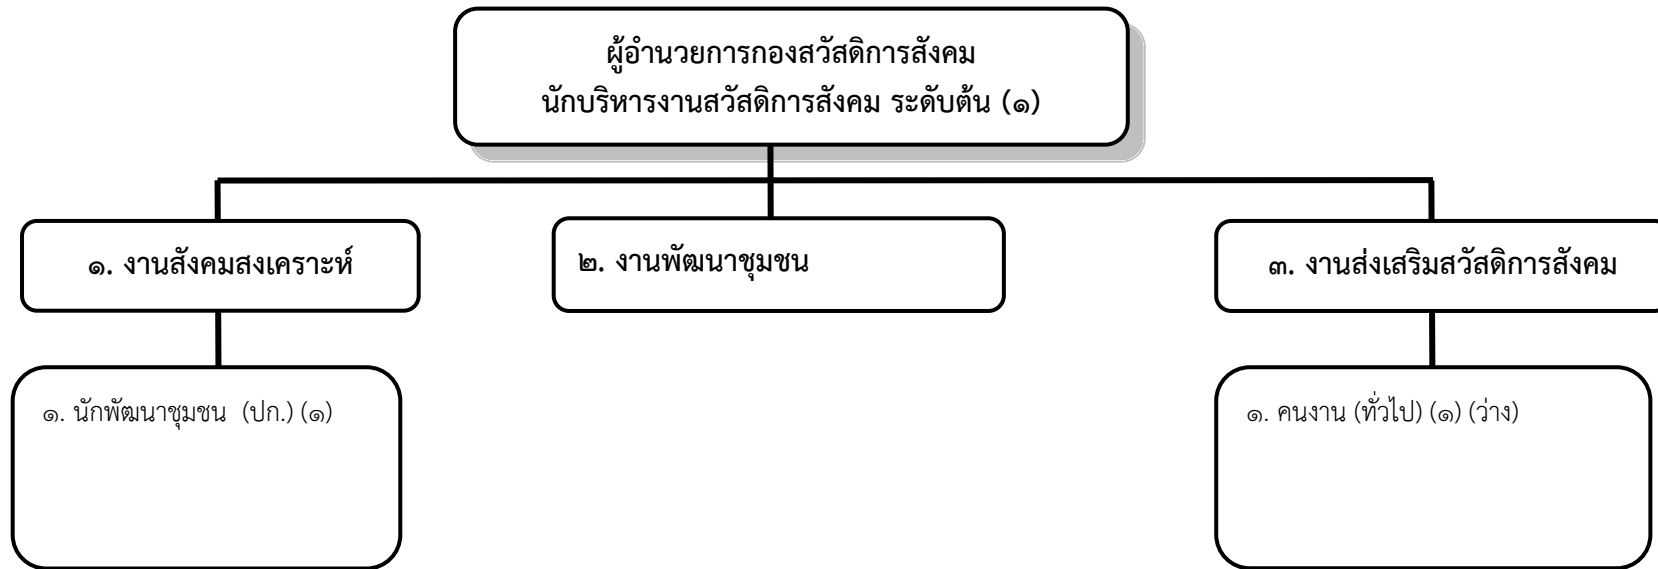 ผู้อำนวยการกองสวัสดิการสังคม
นักบริหารงานสวัสดิการสังคม ระดับต้น (๑)
๑. งานสังคมสงเคราะห์
๒. งานพัฒนาชุมชน
๓. งานส่งเสริมสวัสดิการสังคม
๑. นักพัฒนาชุมชน (ปก.) (๑)
๑. คนงาน (ทั่วไป) (๑) (ว่าง)